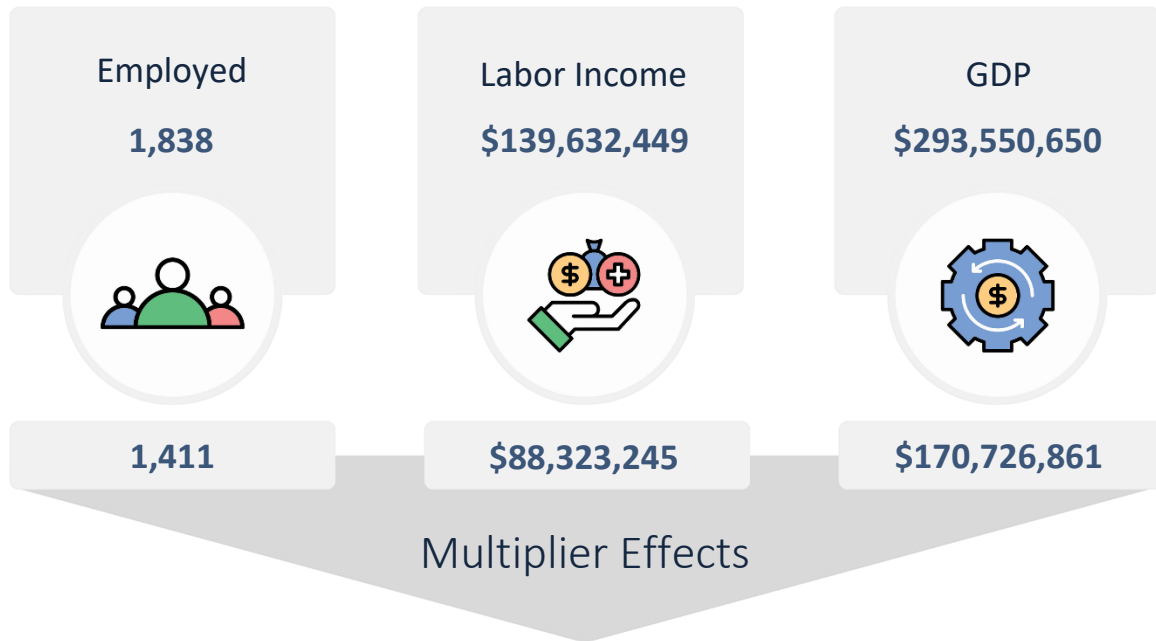 Employed
1,838
Labor Income
$139,632,449
GDP
$293,550,650
$
$
1,411
$88,323,245
$170,726,861
Multiplier Effects